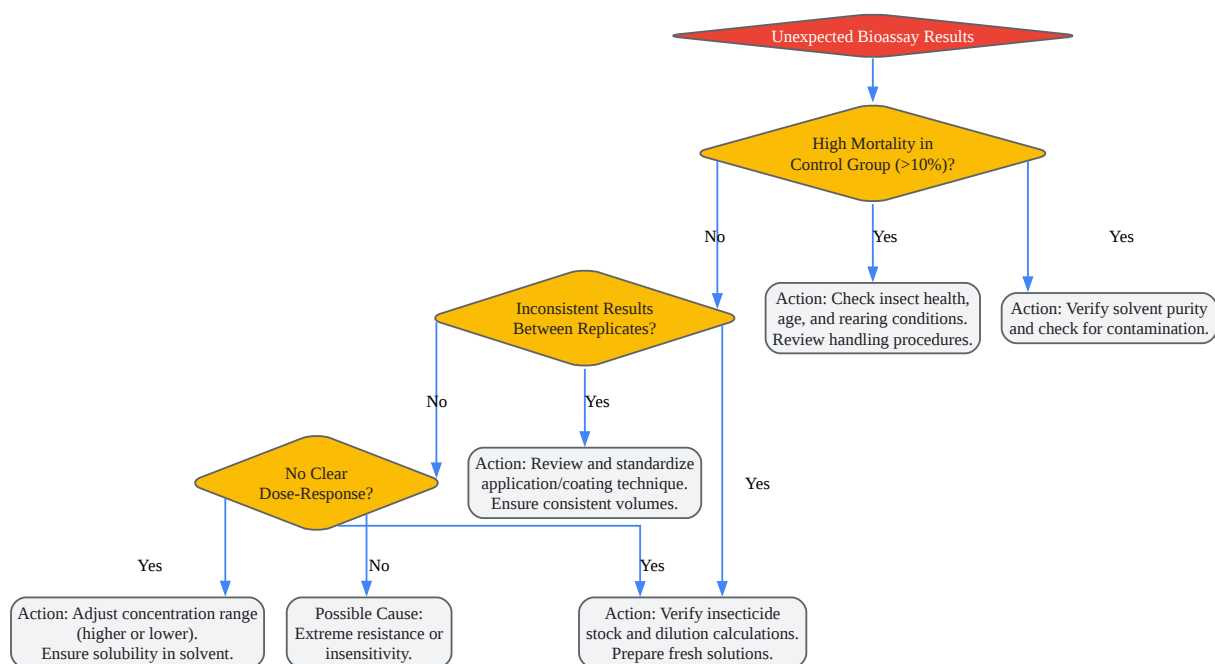 Unexpected Bioassay Results
High Mortality in
Control Group (>10%)?
No
Yes
Yes
Inconsistent Results
Between Replicates?
Action: Check insect health,
age, and rearing conditions.
Review handling procedures.
Action: Verify solvent purity
and check for contamination.
No
Yes
Yes
No Clear
Dose-Response?
Action: Review and standardize
application/coating technique.
Ensure consistent volumes.
Yes
No
Yes
Action: Adjust concentration range
(higher or lower).
Ensure solubility in solvent.
Possible Cause:
Extreme resistance or
insensitivity.
Action: Verify insecticide
stock and dilution calculations.
Prepare fresh solutions.